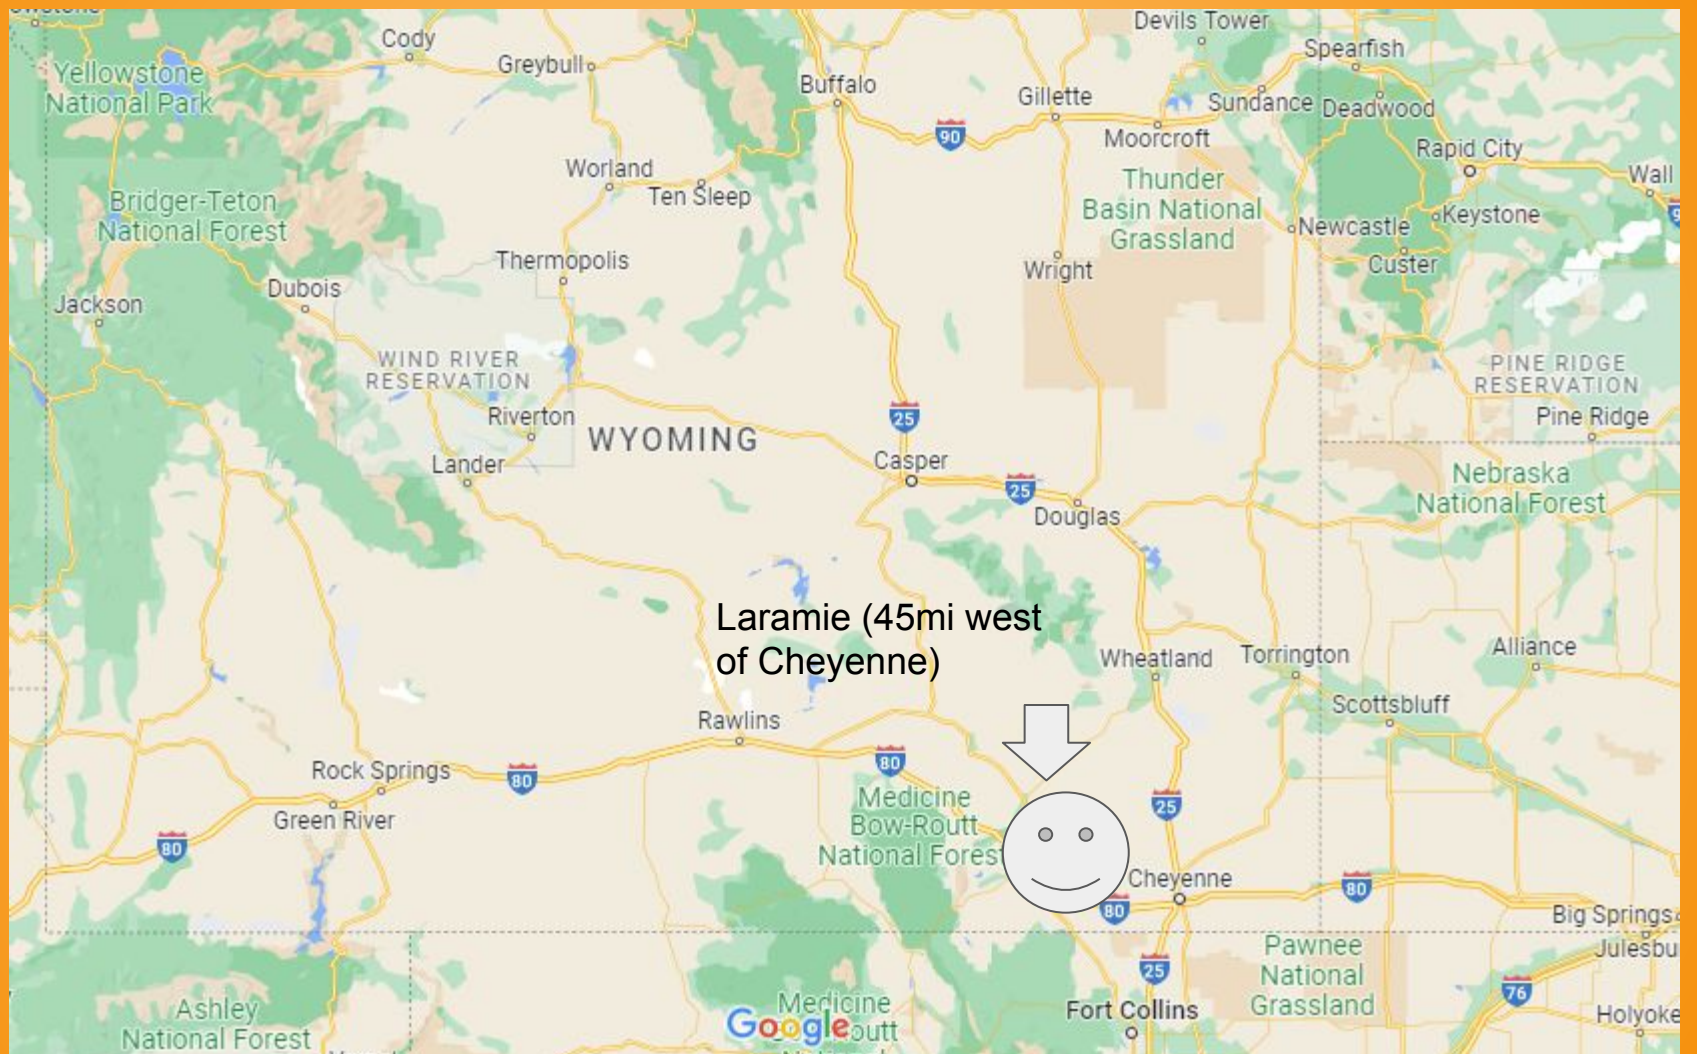 Devils Tower
Cody
Spearfish
Greybull
Yellowstone
National Park
Buffalo
Gillette
Sundance
Deadwood
90
Moorcroft
Rapid City
Worland
Wall
Ten Sleep
Thunder
Basin National
Grassland
Bridger-Teton
National Forest
Keystone
Newcastle
Thermopolis
Wright
Custer
Dubois
Jackson
WIND RIVER
RESERVATION
PINE RIDGE
RESERVATION
Riverton
25
Pine Ridge
WYOMING
Lander
Casper
Nebraska
National Forest
25
Douglas
Laramie (45mi west
of Cheyenne)
Wheatland
Torrington
Alliance
Scottsbluff
Rawlins
Rock Springs
80
80
Medicine
Bow-Routt
National Forest
25
Green River
80
Cheyenne
80
80
Big Springs
Pawnee
National
Grassland
25
76
Ashley
National Forest
Medicine
Google
Fort Collins
Holyoke